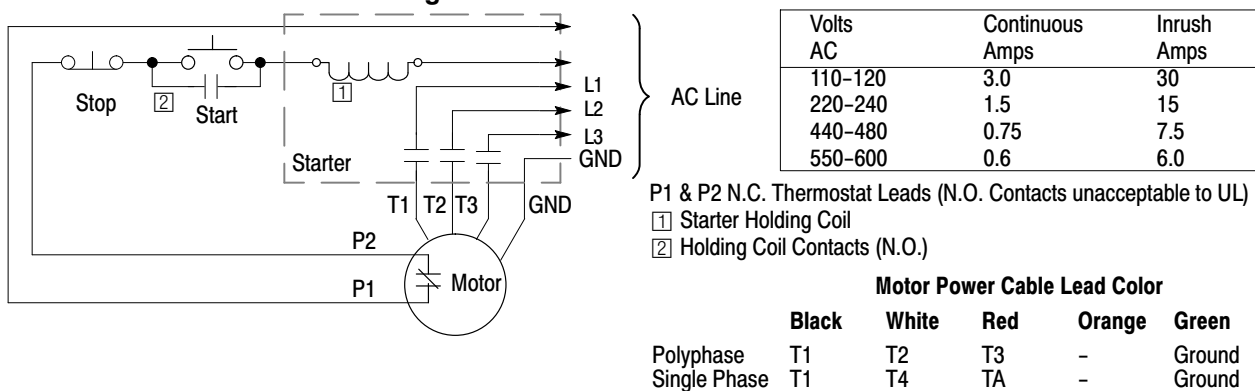 Stop
2
Start
1
Starter
L1
L2
L3
GND
AC Line
T1 T2 T3 GND
P2
P1
Motor
Volts Continuous Inrush
AC Amps Amps
110–120 3.0 30
220–240 1.5 15
440–480 0.75 7.5
550–600 0.6 6.0
P1 & P2 N.C. Thermostat Leads (N.O. Contacts unacceptable to UL)
1 Starter Holding Coil
2 Holding Coil Contacts (N.O.)
Motor Power Cable Lead Color
Black White Red Orange Green
Polyphase T1 T2 T3 – Ground
Single Phase T1 T4 TA – Ground